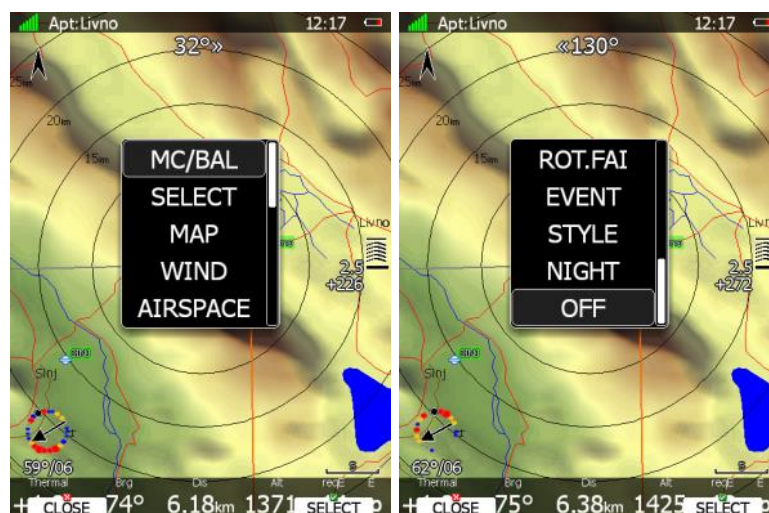 Apt:Livno 12:17
32°»
20km
15km
MC/BAL
SELECT
MAP
WIND
AIRSPACE
Livno
2.5
+226
Sinj
59°/06
Thermal Brg Dis Alt reqE E
CLOSE 74° 6.18km 1371 SELECT
Apt:Livno 12:17
«130°
20km
15km
ROT.FAI
EVENT
STYLE
NIGHT
OFF
2.5
+272
Sinj
62°/06
Thermal Brg Dis Alt reqE E
CLOSE 75° 6.38km 1425 SELECT